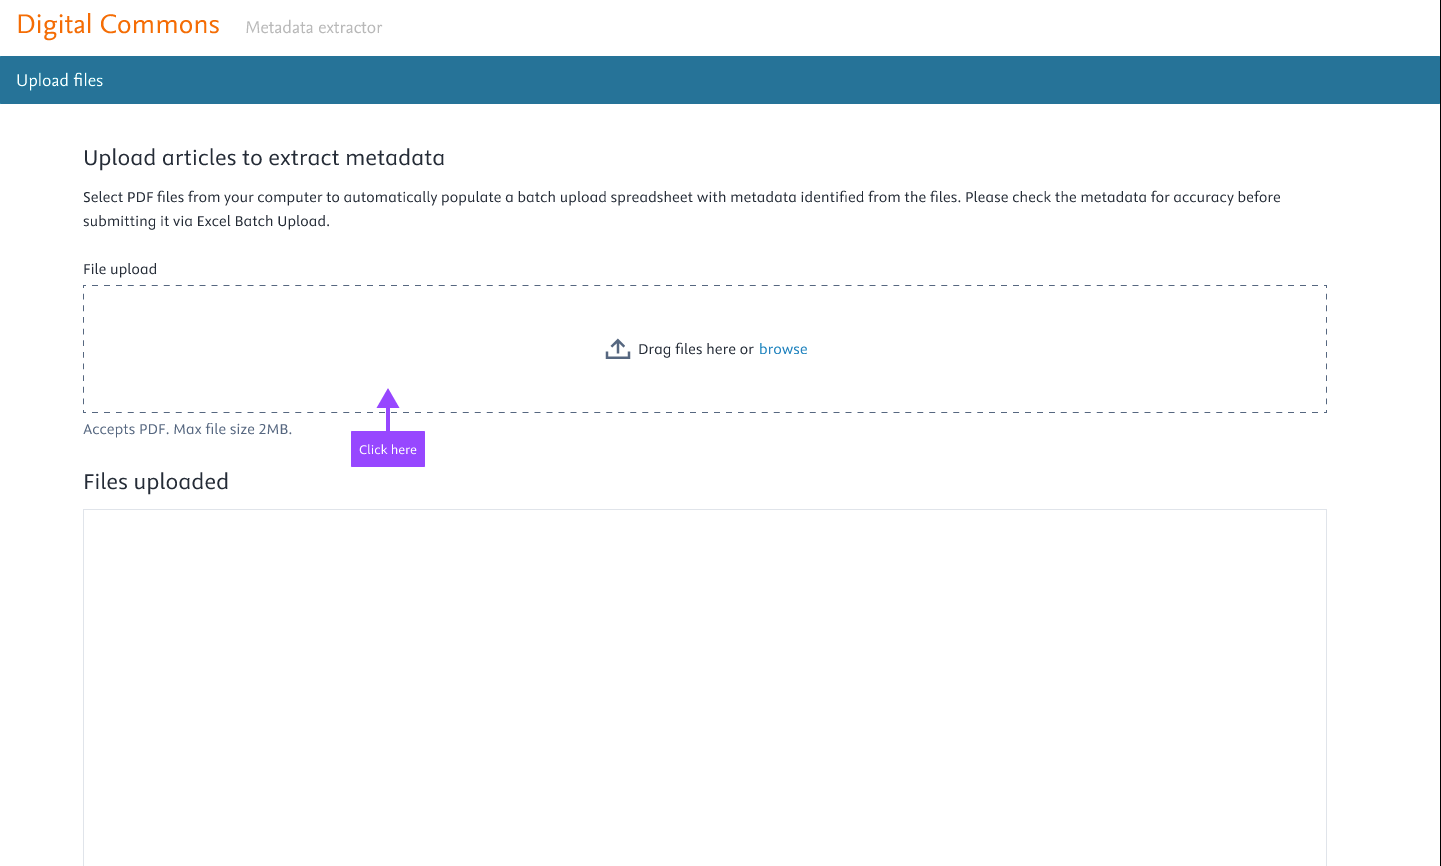 Digital Commons Metadata extractor
Upload files
Upload articles to extract metadata
Select PDF files from your computer to automatically populate a batch upload spreadsheet with metadata identified from the files. Please check the metadata for accuracy before
submitting it via Excel Batch Upload.
File upload
Drag files here or browse
Accepts PDF. Max file size 2MB.
Click here
Files uploaded